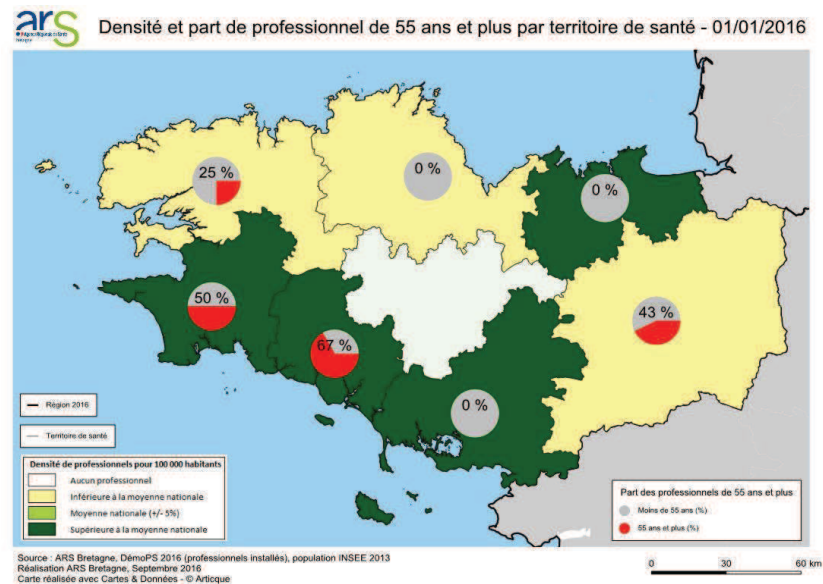 ars
Densité et part de professionnel de 55 ans et plus par territoire de santé - 01/01/2016
25 %
0 %
0 %
50 %
67 %
43 %
0 %
Région 2016
Territoire de santé
Densité de professionnels pour 100 000 habitants
Aucun professionnel
Inférieure à la moyenne nationale
Moyenne nationale (+/- 5%)
Supérieure à la moyenne nationale
Part des professionnels de 55 ans et plus
Moins de 55 ans (%)
55 ans et plus (%)
Source : ARS Bretagne, DémoPS 2016 (professionnels installés), population INSEE 2013
Réalisation ARS Bretagne, Septembre 2016
Carte réalisée avec Cartes & Données - © Articque
0 30 60 km